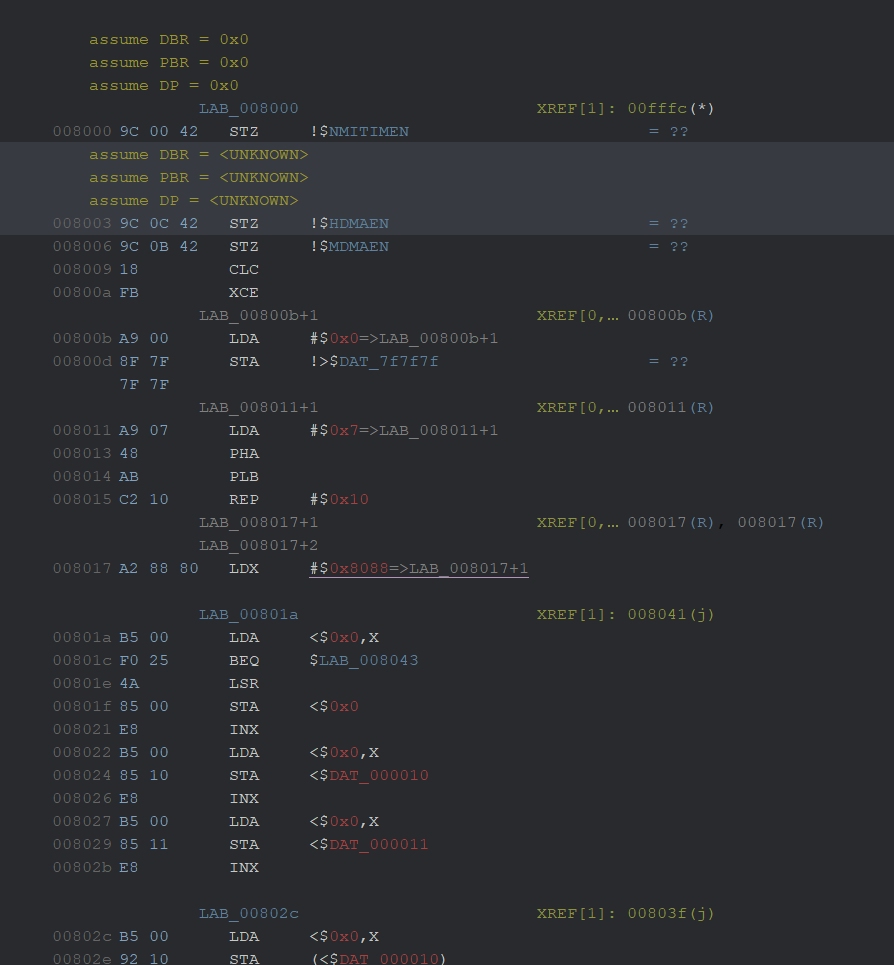 assume DBR = 0x0
assume PBR = 0x0
assume DP = 0x0
LAB_008000 XREF[1]: 00fffc(*)
008000 9C 00 42 STZ !$NMITIMEN = ??
assume DBR = <UNKNOWN>
assume PBR = <UNKNOWN>
assume DP = <UNKNOWN>
008003 9C 0C 42 STZ !$HDMAEN = ??
008006 9C 0B 42 STZ !$MDMAEN = ??
008009 18 CLC
00800a FB XCE
LAB_00800b+1 XREF[0,… 00800b(R)
00800b A9 00 LDA #$0x0=>LAB_00800b+1
00800d 8F 7F STA !>$DAT_7f7f7f = ??
7F 7F
LAB_008011+1 XREF[0,… 008011(R)
008011 A9 07 LDA #$0x7=>LAB_008011+1
008013 48 PHA
008014 AB PLB
008015 C2 10 REP #$0x10
LAB_008017+1 XREF[0,… 008017(R), 008017(R)
LAB_008017+2
008017 A2 88 80 LDX #$0x8088=>LAB_008017+1
LAB_00801a XREF[1]: 008041(j)
00801a B5 00 LDA <$0x0,X
00801c F0 25 BEQ $LAB_008043
00801e 4A LSR
00801f 85 00 STA <$0x0
008021 E8 INX
008022 B5 00 LDA <$0x0,X
008024 85 10 STA <$DAT_000010
008026 E8 INX
008027 B5 00 LDA <$0x0,X
008029 85 11 STA <$DAT_000011
00802b E8 INX
LAB_00802c XREF[1]: 00803f(j)
00802c B5 00 LDA <$0x0,X
00802e 92 10 STA (<$DAT_000010)